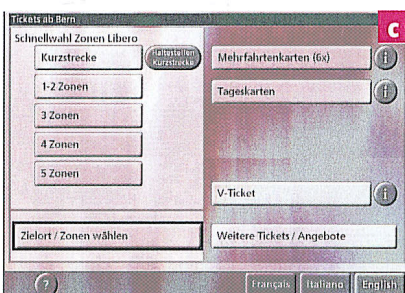 Tickets ab Bern
C
Schnellwahl Zonen Libero
Kurzstrecke
Haltestellen
Kurzstrecke
1-2 Zonen
3 Zonen
4 Zonen
5 Zonen
Zielort / Zonen wählen
Mehrfahrtenkarten (6x)
i
Tageskarten
i
V-Ticket
i
Weitere Tickets / Angebote
?
Français
Italiano
English